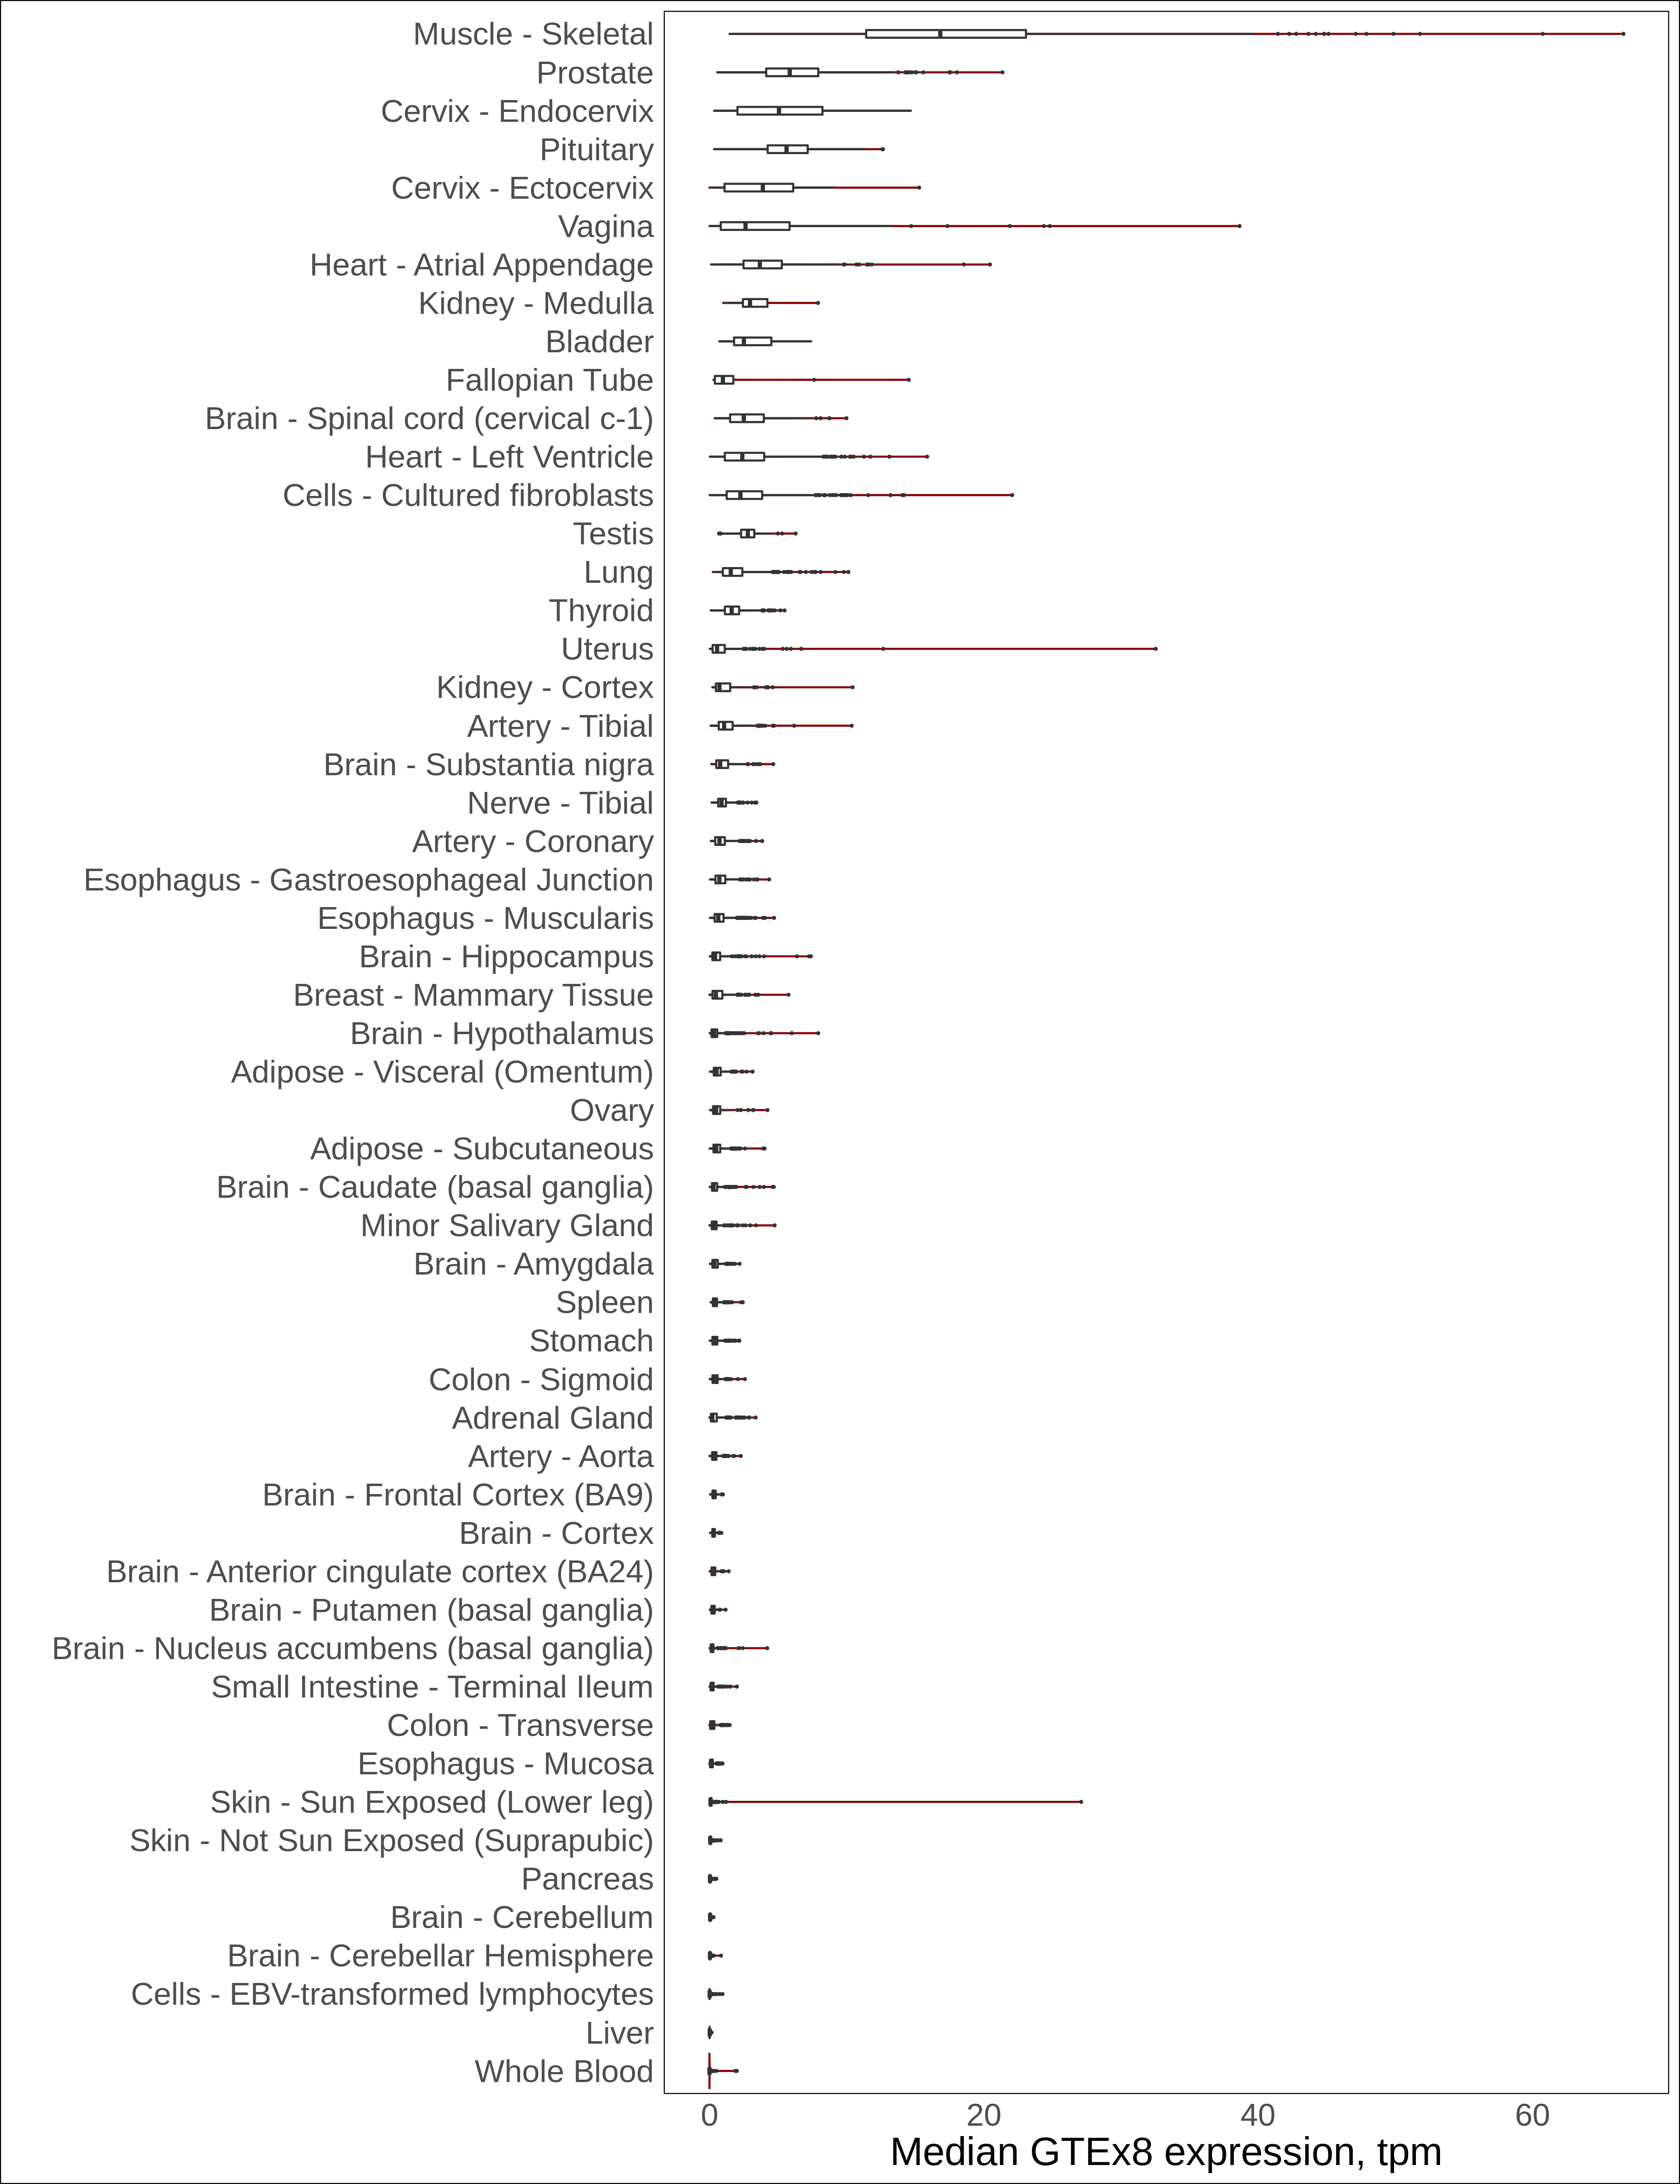 Muscle - Skeletal
Prostate
Cervix - Endocervix
Pituitary
Cervix - Ectocervix
Vagina
Heart - Atrial Appendage
Kidney - Medulla
Bladder
Fallopian Tube
Brain - Spinal cord (cervical c-1)
Heart - Left Ventricle
Cells - Cultured fibroblasts
Testis
Lung
Thyroid
Uterus
Kidney - Cortex
Artery - Tibial
Brain - Substantia nigra
Nerve - Tibial
Artery - Coronary
Esophagus - Gastroesophageal Junction
Esophagus - Muscularis
Brain - Hippocampus
Breast - Mammary Tissue
Brain - Hypothalamus
Adipose - Visceral (Omentum)
Ovary
Adipose - Subcutaneous
Brain - Caudate (basal ganglia)
Minor Salivary Gland
Brain - Amygdala
Spleen
Stomach
Colon - Sigmoid
Adrenal Gland
Artery - Aorta
Brain - Frontal Cortex (BA9)
Brain - Cortex
Brain - Anterior cingulate cortex (BA24)
Brain - Putamen (basal ganglia)
Brain - Nucleus accumbens (basal ganglia)
Small Intestine - Terminal Ileum
Colon - Transverse
Esophagus - Mucosa
Skin - Sun Exposed (Lower leg)
Skin - Not Sun Exposed (Suprapubic)
Pancreas
Brain - Cerebellum
Brain - Cerebellar Hemisphere
Cells - EBV-transformed lymphocytes
Liver
Whole Blood
0 20 40 60
Median GTEx8 expression, tpm